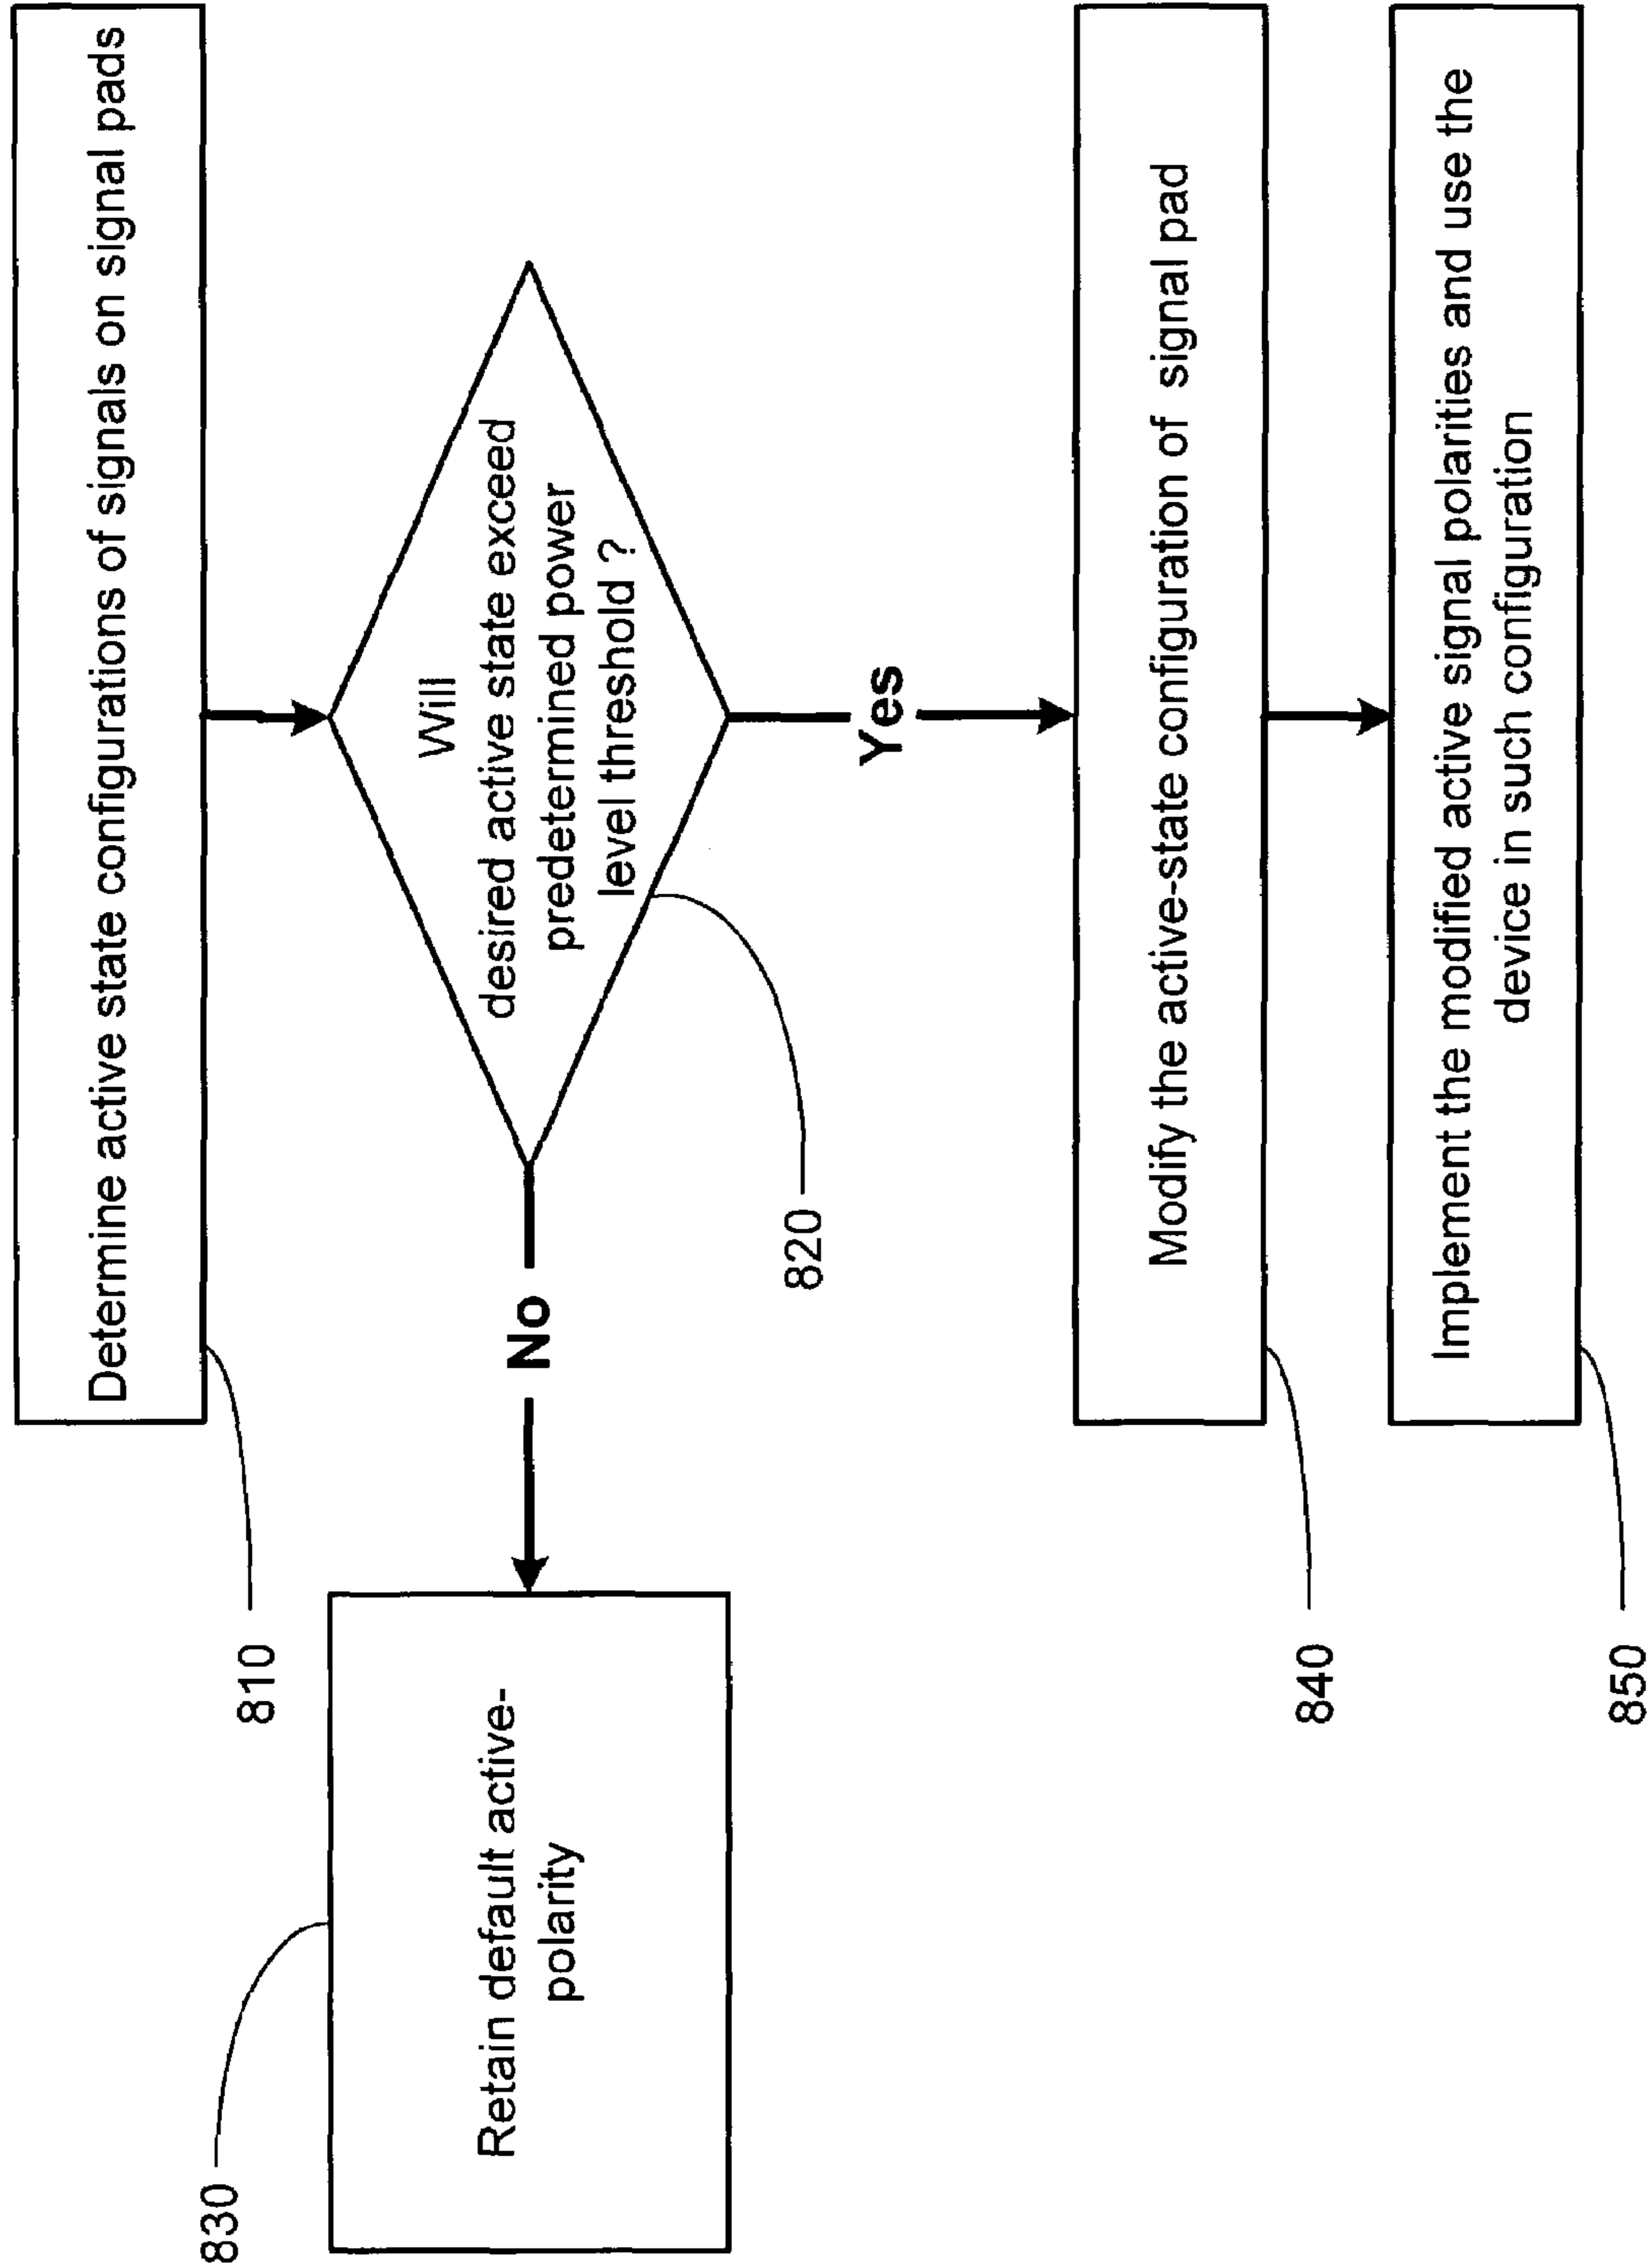 Determine active state configurations of signals on signal pads
810
Will
desired active state exceed
predetermined power
level threshold ?
820
No
Retain default active-
polarity
830
Yes
Modify the active-state configuration of signal pad
840
Implement the modified active signal polarities and use the
device in such configuration
850